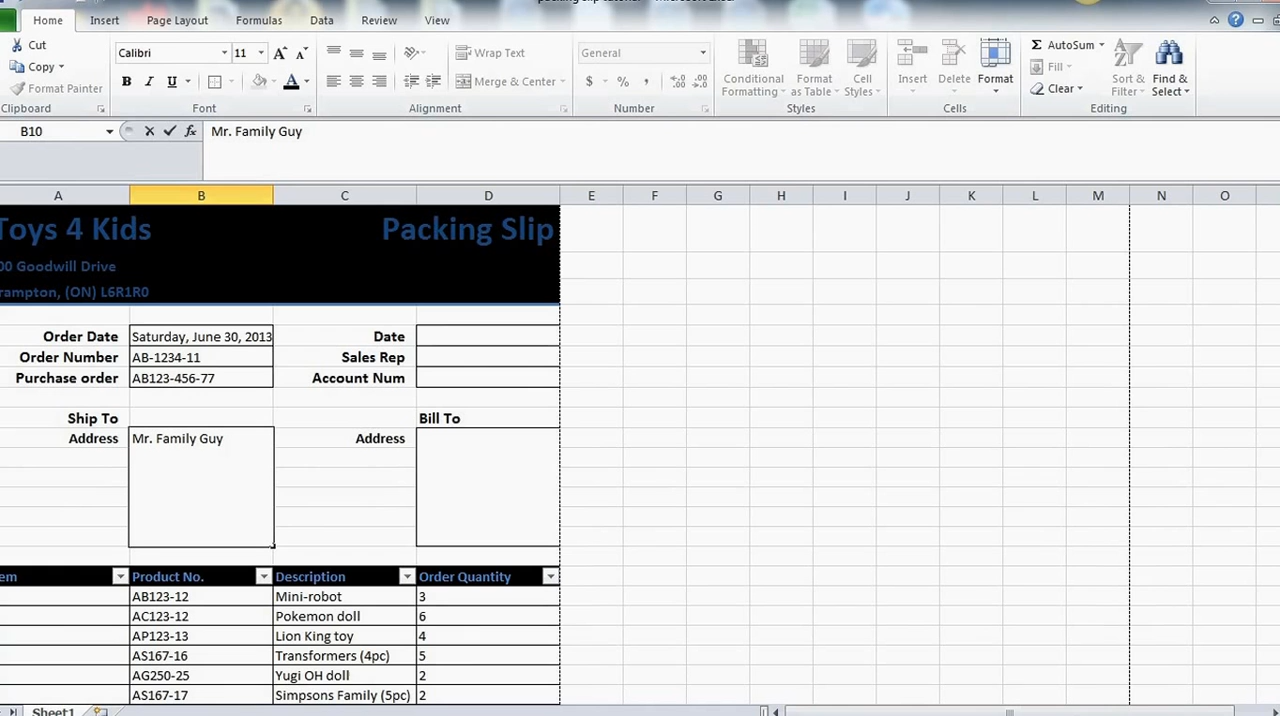 Home Insert Page Layout Formulas Data Review View
Cut
Copy
Format Painter
Clipboard
Calibri 11
B I U
Font
Wrap Text
Merge & Center
Alignment
General
$ % ,
Number
Conditional Formatting
Format as Table
Cell Styles
Styles
Insert
Delete
Format
Cells
AutoSum
Fill
Clear
Sort & Filter
Find & Select
Editing
B10 fx Mr. Family Guy
A B C D E F G H I J K L M N O
Toys 4 Kids Packing Slip
00 Goodwill Drive
rampton, (ON) L6R1R0
Order Date Saturday, June 30, 2013 Date
Order Number AB-1234-11 Sales Rep
Purchase order AB123-456-77 Account Num
Ship To Bill To
Address Mr. Family Guy Address
em Product No. Description Order Quantity
AB123-12 Mini-robot 3
AC123-12 Pokemon doll 6
AP123-13 Lion King toy 4
AS167-16 Transformers (4pc) 5
AG250-25 Yugi OH doll 2
AS167-17 Simpsons Family (5pc) 2
Sheet1